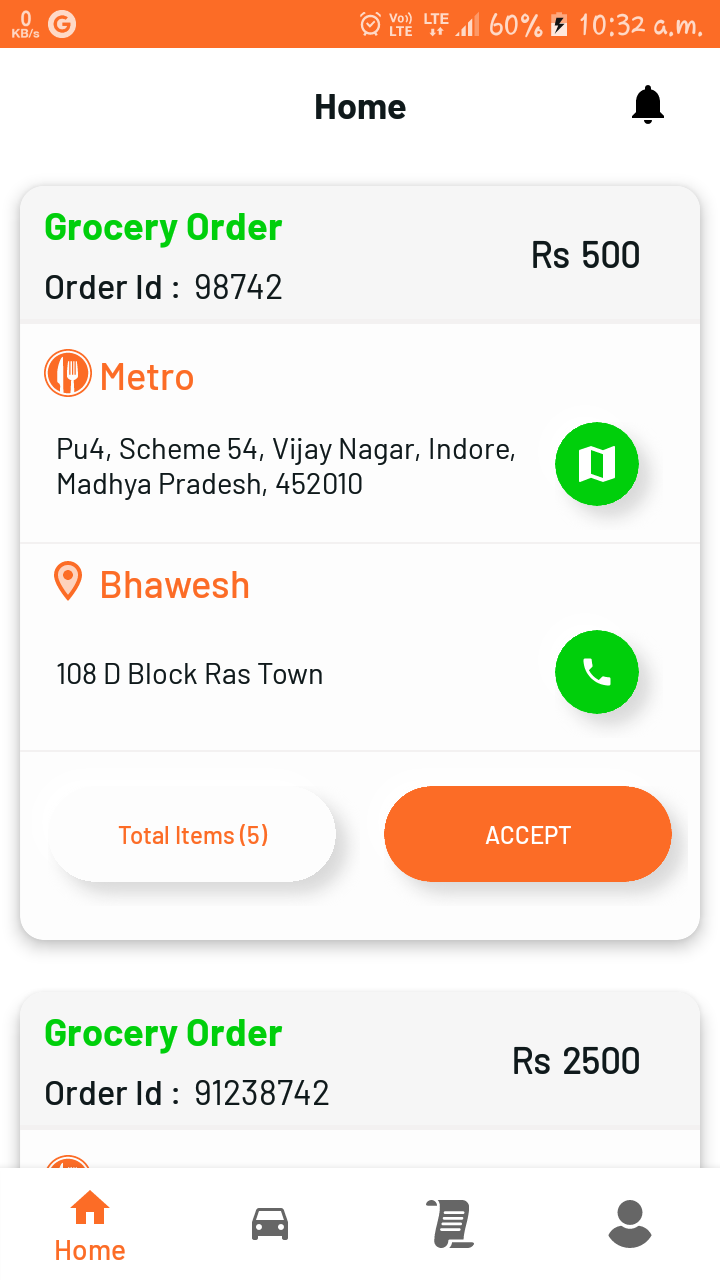 0
KB/s
G
Vo))
LTE
LTE
60%
10:32 a.m.
Home
Grocery Order
Rs 500
Order Id : 98742
Metro
Pu4, Scheme 54, Vijay Nagar, Indore,
Madhya Pradesh, 452010
Bhawesh
108 D Block Ras Town
Total Items (5)
ACCEPT
Grocery Order
Rs 2500
Order Id : 91238742
Home